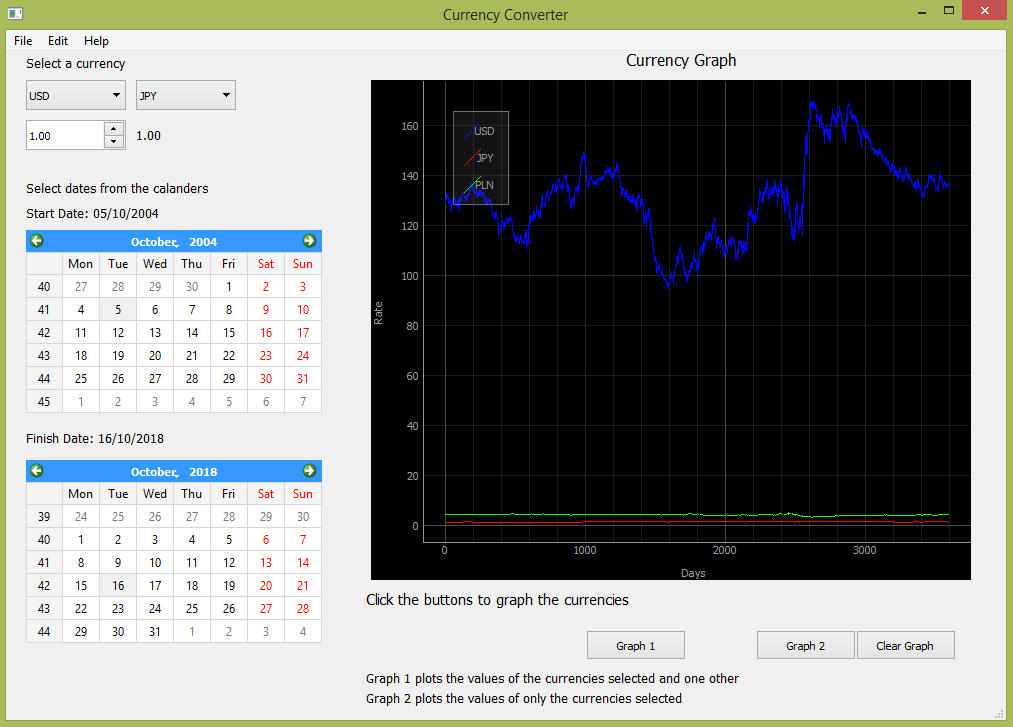 Currency Converter
File Edit Help
Select a currency
USD JPY
1.00 1.00
Select dates from the calanders
Start Date: 05/10/2004
October, 2004
Mon Tue Wed Thu Fri Sat Sun
40 27 28 29 30 1 2 3
41 4 5 6 7 8 9 10
42 11 12 13 14 15 16 17
43 18 19 20 21 22 23 24
44 25 26 27 28 29 30 31
45 1 2 3 4 5 6 7
Finish Date: 16/10/2018
October, 2018
Mon Tue Wed Thu Fri Sat Sun
39 24 25 26 27 28 29 30
40 1 2 3 4 5 6 7
41 8 9 10 11 12 13 14
42 15 16 17 18 19 20 21
43 22 23 24 25 26 27 28
44 29 30 31 1 2 3 4
Currency Graph
USD
JPY
PLN
160
140
120
100
80
60
40
20
0
Rate
0 1000 2000 3000
Days
Click the buttons to graph the currencies
Graph 1 Graph 2 Clear Graph
Graph 1 plots the values of the currencies selected and one other
Graph 2 plots the values of only the currencies selected